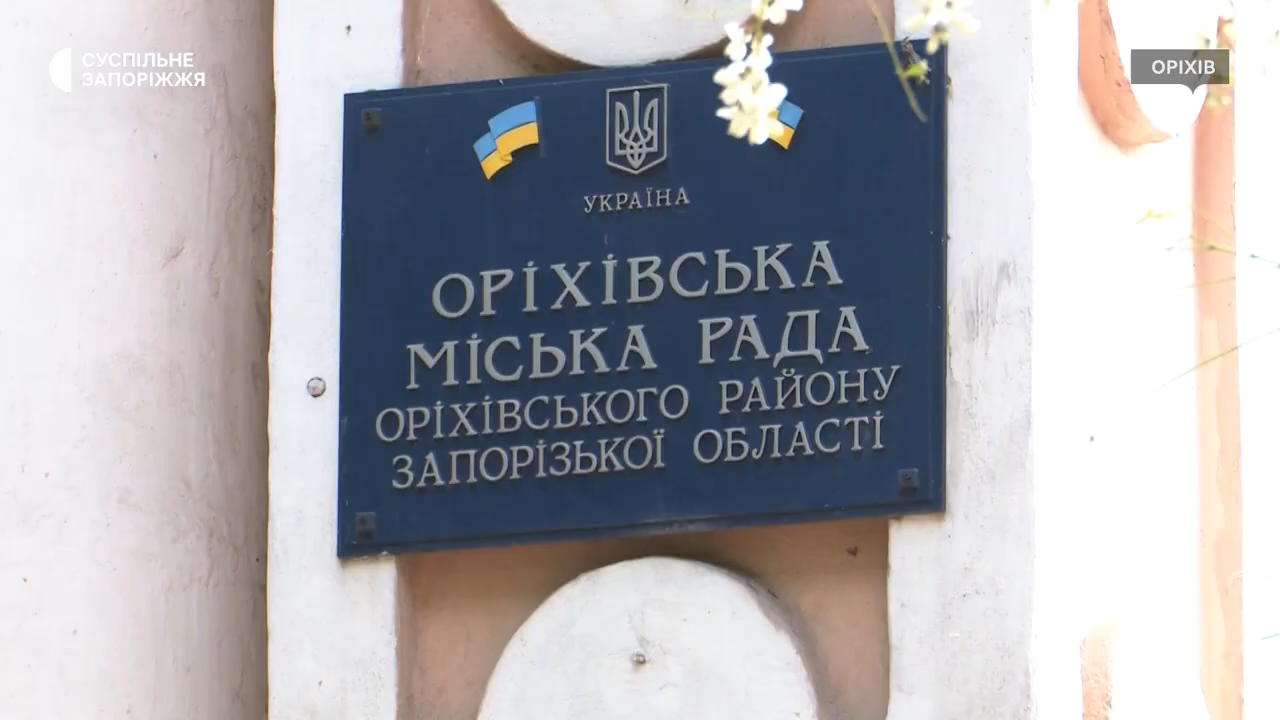 СУСПІЛЬНЕ
ЗАПОРІЖЖЯ
ОРІХІВ
УКРАЇНА
ОРІХІВСЬКА
МІСЬКА РАДА
ОРІХІВСЬКОГО РАЙОНУ
ЗАПОРІЗЬКОЇ ОБЛАСТІ